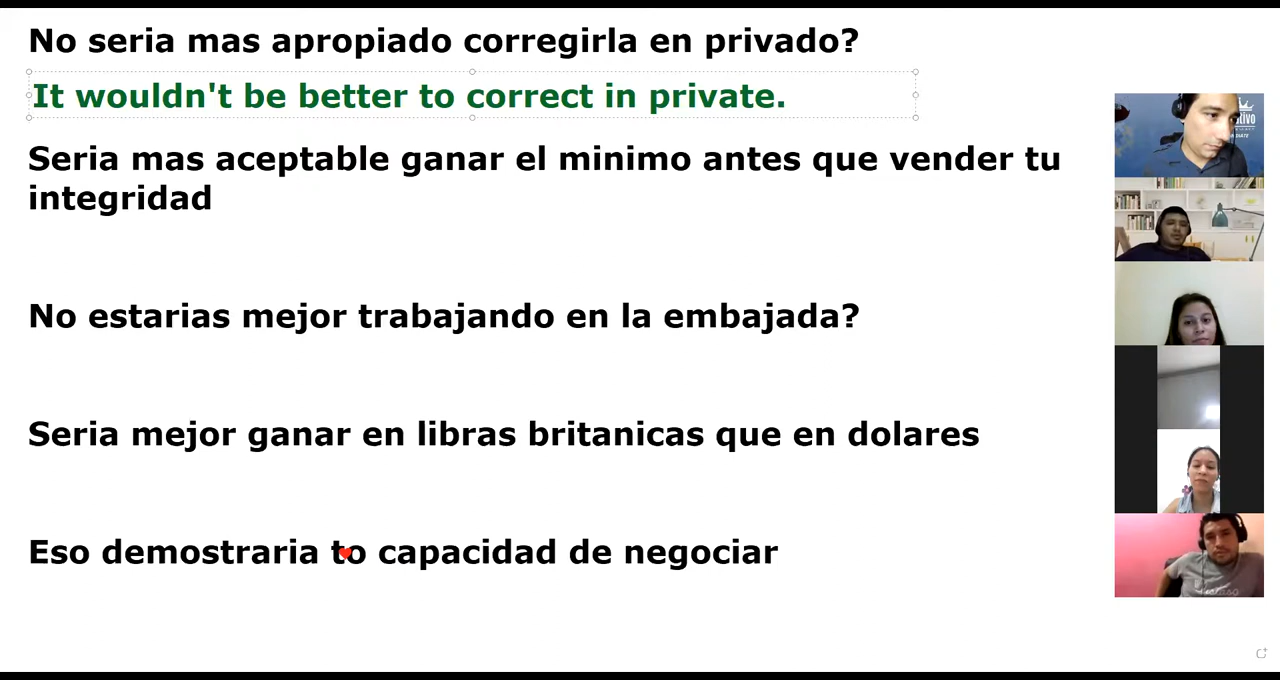 No seria mas apropiado corregirla en privado?
It wouldn't be better to correct in private.
Seria mas aceptable ganar el minimo antes que vender tu
integridad
No estarias mejor trabajando en la embajada?
Seria mejor ganar en libras britanicas que en dolares
Eso demostraria to capacidad de negociar